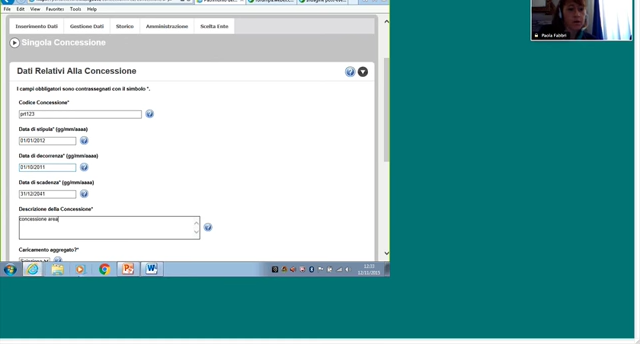 File Edit View Favorites Tools Help
Inserimento Dati Gestione Dati Storico Amministrazione Scelta Ente
Singola Concessione
Dati Relativi Alla Concessione
I campi obbligatori sono contrassegnati con il simbolo *.
Codice Concessione*
prt123
Data di stipula* (gg/mm/aaaa)
01/01/2012
Data di decorrenza* (gg/mm/aaaa)
01/10/2011
Data di scadenza* (gg/mm/aaaa)
31/12/2041
Descrizione della Concessione*
concessione area
Caricamento aggregato?*
Seleziona
12/11/2015
Paola Fabbri